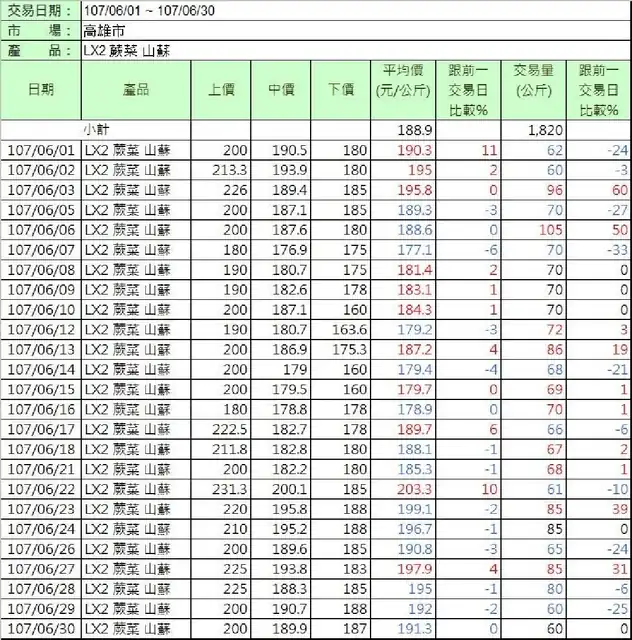 交易日期： 107/06/01 ~ 107/06/30
市　　場： 高雄市
產　　品： LX2 蕨菜 山蘇
日期 產品 上價 中價 下價 平均價 (元/公斤) 跟前一交易日比較% 交易量 (公斤) 跟前一交易日比較%
小計 188.9 1,820
107/06/01 LX2 蕨菜 山蘇 200 190.5 180 190.3 11 62 -24
107/06/02 LX2 蕨菜 山蘇 213.3 193.9 180 195 2 60 -3
107/06/03 LX2 蕨菜 山蘇 226 189.4 185 195.8 0 96 60
107/06/05 LX2 蕨菜 山蘇 200 187.1 185 189.3 -3 70 -27
107/06/06 LX2 蕨菜 山蘇 200 187.6 180 188.6 0 105 50
107/06/07 LX2 蕨菜 山蘇 180 176.9 175 177.1 -6 70 -33
107/06/08 LX2 蕨菜 山蘇 190 180.7 175 181.4 2 70 0
107/06/09 LX2 蕨菜 山蘇 190 182.6 178 183.1 1 70 0
107/06/10 LX2 蕨菜 山蘇 200 187.1 160 184.3 1 70 0
107/06/12 LX2 蕨菜 山蘇 190 180.7 163.6 179.2 -3 72 3
107/06/13 LX2 蕨菜 山蘇 200 186.9 175.3 187.2 4 86 19
107/06/14 LX2 蕨菜 山蘇 200 179 160 179.4 -4 68 -21
107/06/15 LX2 蕨菜 山蘇 200 179.5 160 179.7 0 69 1
107/06/16 LX2 蕨菜 山蘇 180 178.8 178 178.9 0 70 1
107/06/17 LX2 蕨菜 山蘇 222.5 182.7 178 189.7 6 66 -6
107/06/18 LX2 蕨菜 山蘇 211.8 182.8 180 188.1 -1 67 2
107/06/21 LX2 蕨菜 山蘇 200 182.2 180 185.3 -1 68 1
107/06/22 LX2 蕨菜 山蘇 231.3 200.1 185 203.3 10 61 -10
107/06/23 LX2 蕨菜 山蘇 220 195.8 188 199.1 -2 85 39
107/06/24 LX2 蕨菜 山蘇 210 195.2 188 196.7 -1 85 0
107/06/26 LX2 蕨菜 山蘇 200 189.6 185 190.8 -3 65 -24
107/06/27 LX2 蕨菜 山蘇 225 193.8 183 197.9 4 85 31
107/06/28 LX2 蕨菜 山蘇 225 188.3 185 195 -1 80 -6
107/06/29 LX2 蕨菜 山蘇 200 190.7 188 192 -2 60 -25
107/06/30 LX2 蕨菜 山蘇 200 189.9 187 191.3 0 60 0